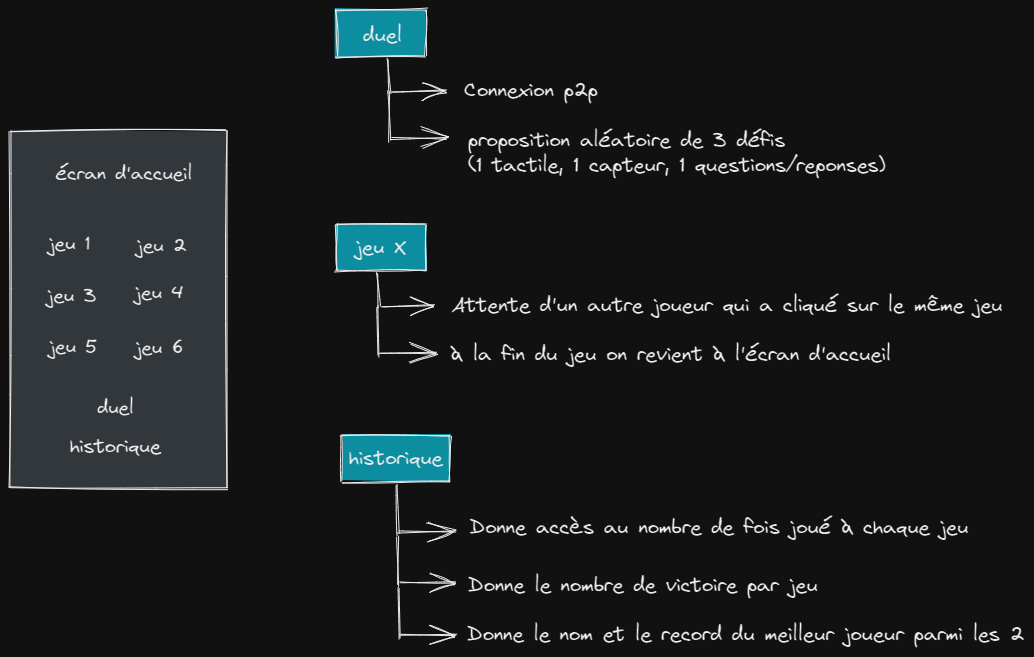 écran d'accueil
jeu 1
jeu 2
jeu 3
jeu 4
jeu 5
jeu 6
duel
historique
duel
Connexion p2p
proposition aléatoire de 3 défis
(1 tactile, 1 capteur, 1 questions/reponses)
jeu X
Attente d'un autre joueur qui a cliqué sur le même jeu
à la fin du jeu on revient à l'écran d'accueil
historique
Donne accès au nombre de fois joué à chaque jeu
Donne le nombre de victoire par jeu
Donne le nom et le record du meilleur joueur parmi les 2